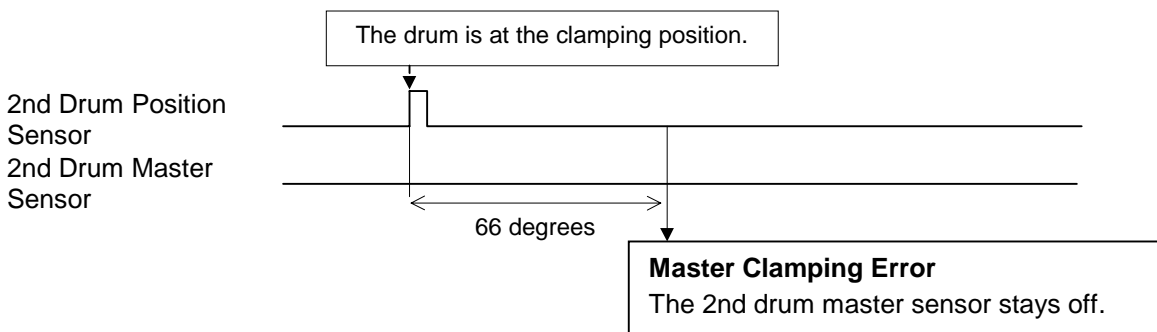 The drum is at the clamping position.
2nd Drum Position
Sensor
2nd Drum Master
Sensor
66 degrees
Master Clamping Error
The 2nd drum master sensor stays off.